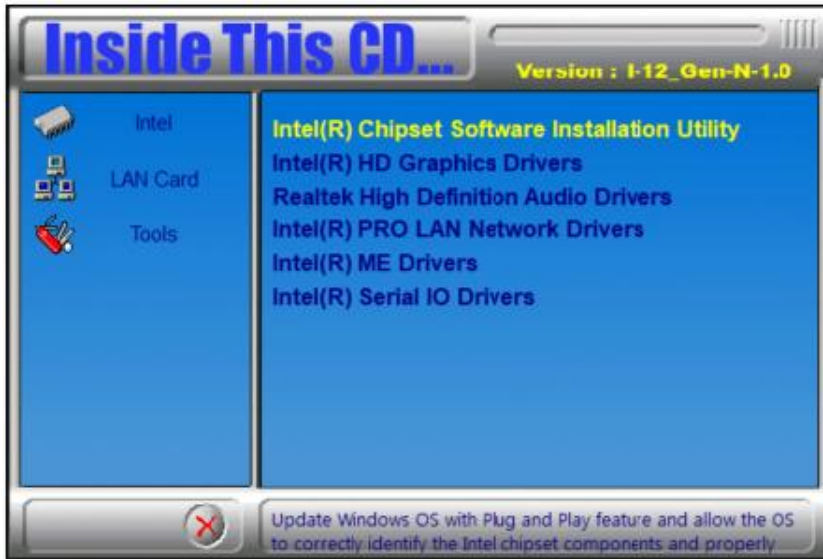 Inside This CD...
Version : I-12_Gen-N-1.0
Intel
LAN Card
Tools
Intel(R) Chipset Software Installation Utility
Intel(R) HD Graphics Drivers
Realtek High Definition Audio Drivers
Intel(R) PRO LAN Network Drivers
Intel(R) ME Drivers
Intel(R) Serial IO Drivers
Update Windows OS with Plug and Play feature and allow the OS
to correctly identify the Intel chipset components and properly